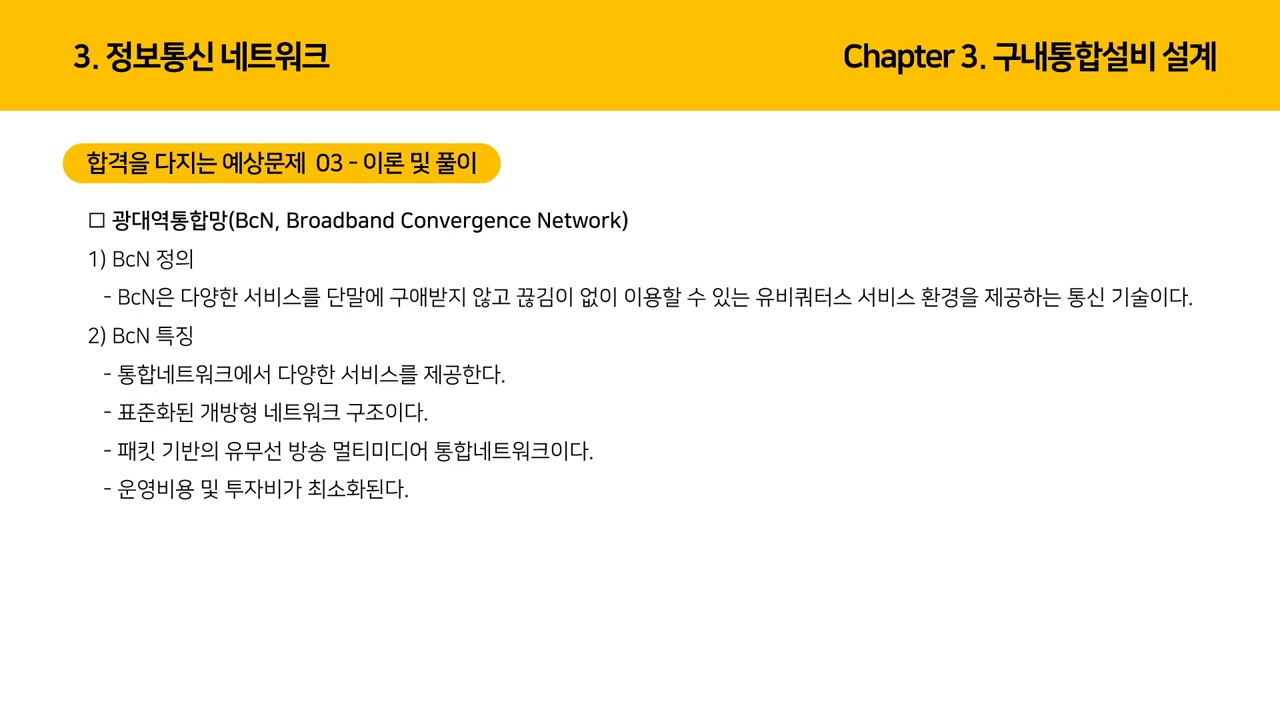 3. 정보통신 네트워크
Chapter 3. 구내통합설비 설계
합격을 다지는 예상문제 03 - 이론 및 풀이
□ 광대역통합망(BcN, Broadband Convergence Network)
1) BcN 정의
- BcN은 다양한 서비스를 단말에 구애받지 않고 끊김이 없이 이용할 수 있는 유비쿼터스 서비스 환경을 제공하는 통신 기술이다.
2) BcN 특징
- 통합네트워크에서 다양한 서비스를 제공한다.
- 표준화된 개방형 네트워크 구조이다.
- 패킷 기반의 유무선 방송 멀티미디어 통합네트워크이다.
- 운영비용 및 투자비가 최소화된다.